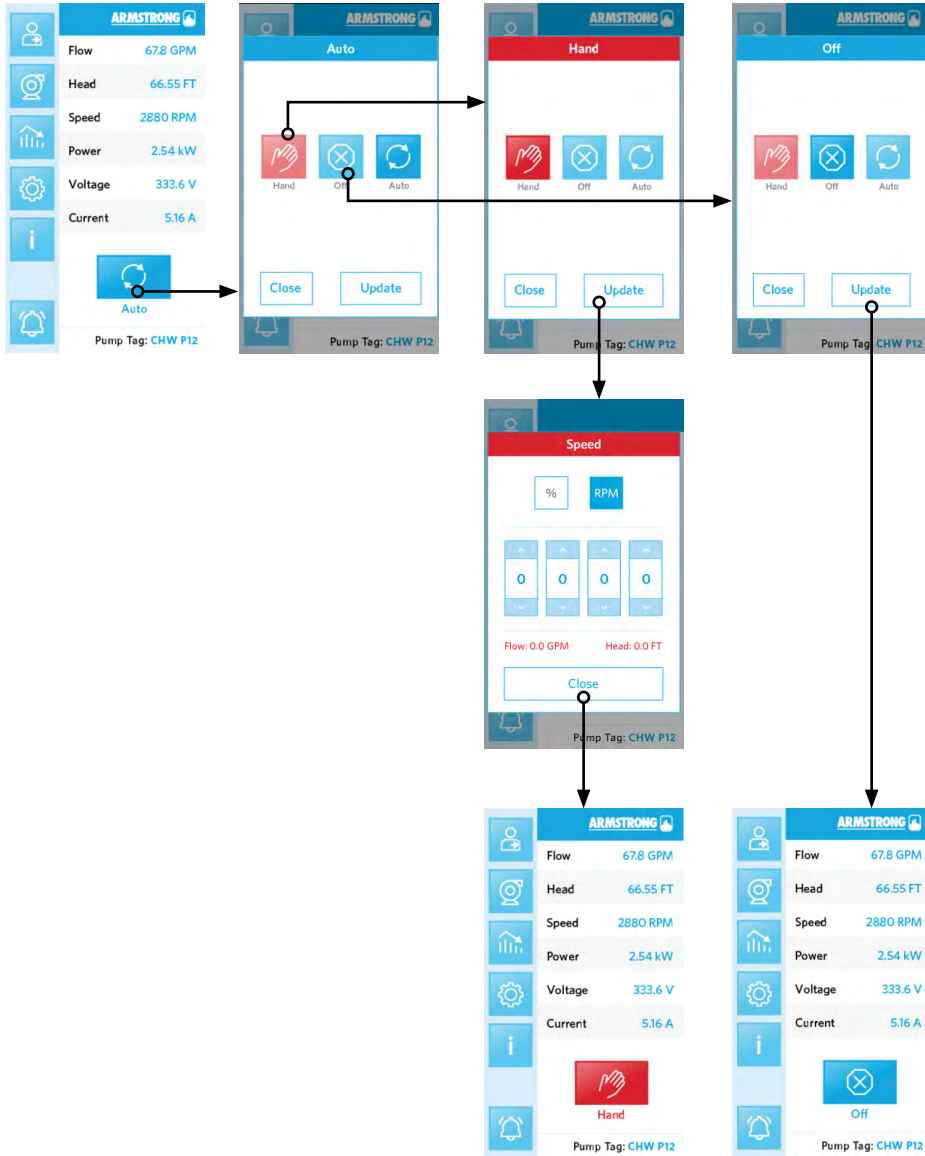 ARMSTRONG
Flow 67.8 GPM
Head 66.55 FT
Speed 2880 RPM
Power 2.54 kW
Voltage 333.6 V
Current 5.16 A
i
Auto
Pump Tag: CHW P12
ARMSTRONG
Auto
Hand Off Auto
Close Update
Pump Tag: CHW P12
ARMSTRONG
Hand
Hand Off Auto
Close Update
Pump Tag: CHW P12
ARMSTRONG
Off
Hand Off Auto
Close Update
Pump Tag: CHW P12
Speed
% RPM
0 0 0 0
Flow: 0.0 GPM Head: 0.0 FT
Close
Pump Tag: CHW P12
ARMSTRONG
Flow 67.8 GPM
Head 66.55 FT
Speed 2880 RPM
Power 2.54 kW
Voltage 333.6 V
Current 5.16 A
i
Hand
Pump Tag: CHW P12
ARMSTRONG
Flow 67.8 GPM
Head 66.55 FT
Speed 2880 RPM
Power 2.54 kW
Voltage 333.6 V
Current 5.16 A
i
Off
Pump Tag: CHW P12